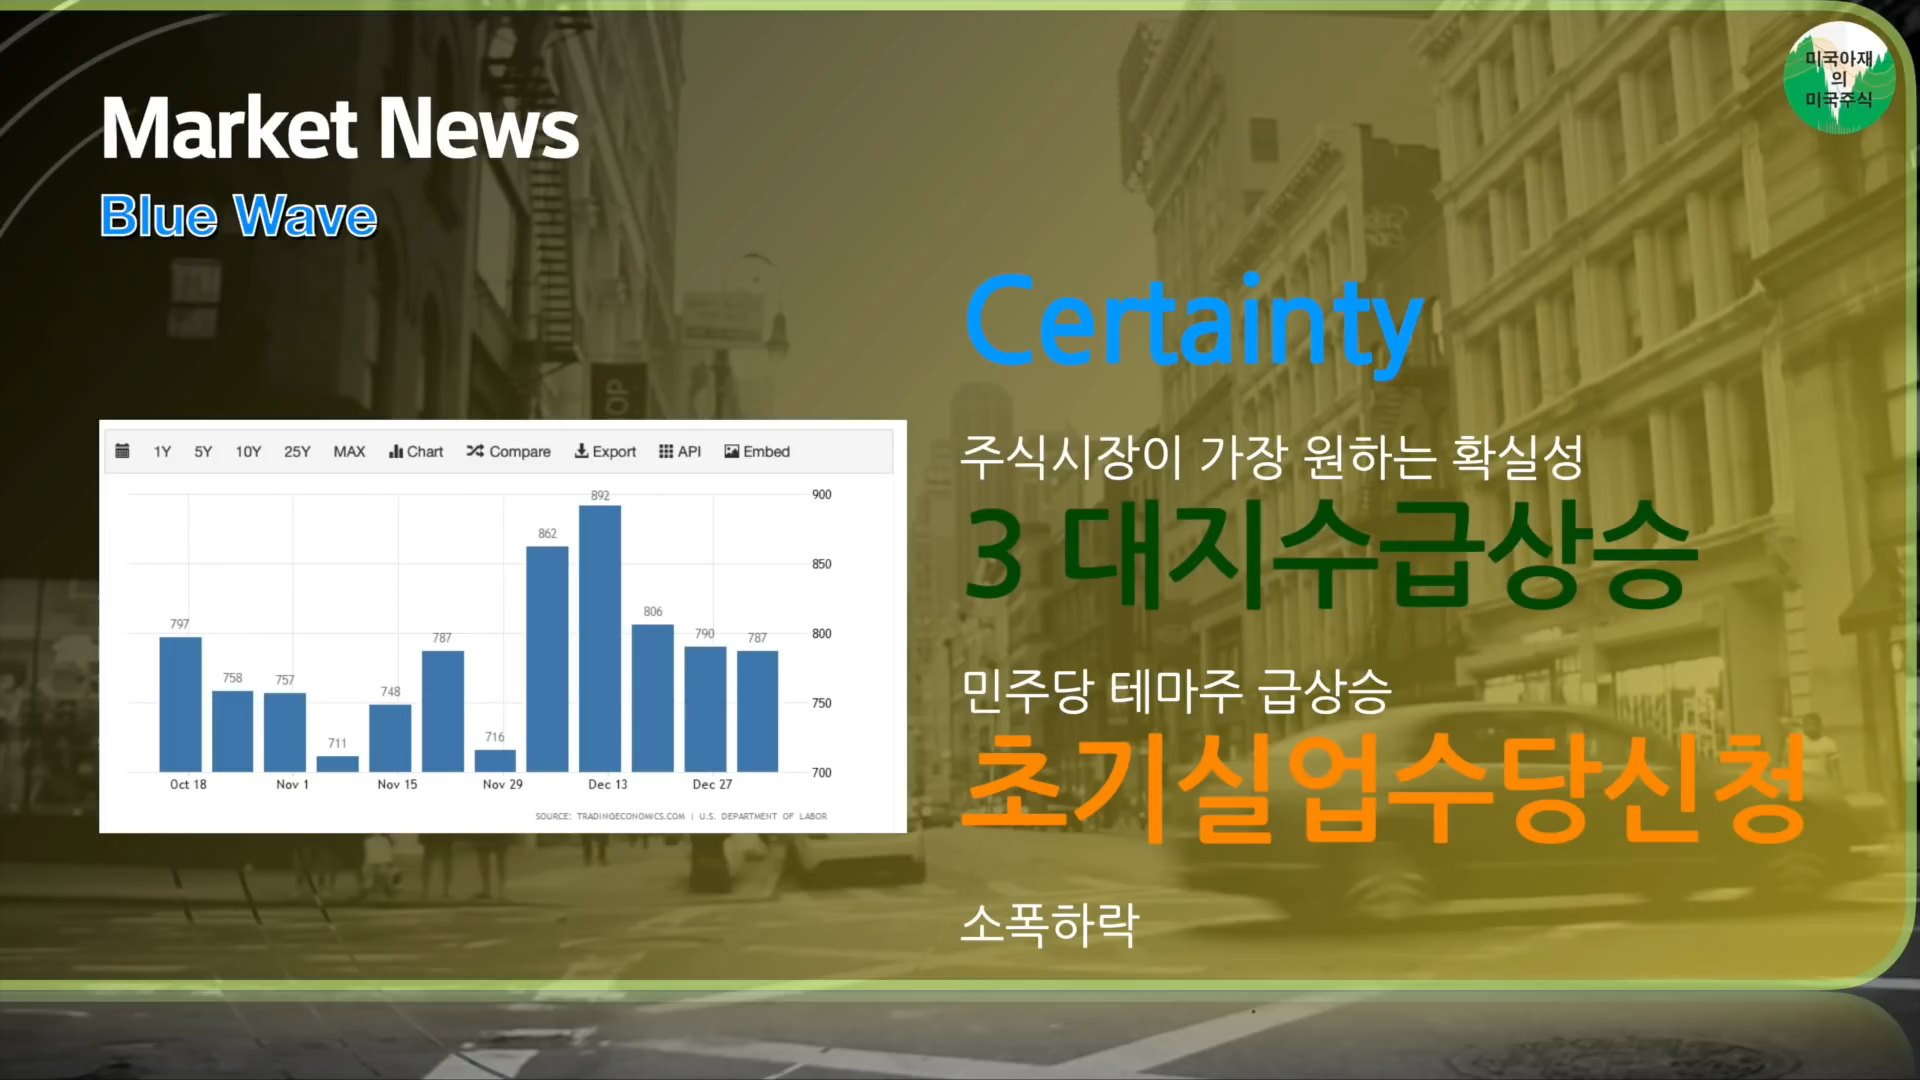 미국아재
의
미국주식
Market News
Blue Wave
Certainty
주식시장이 가장 원하는 확실성
3 대지수급상승
민주당 테마주 급상승
초기실업수당신청
소폭하락
1Y 5Y 10Y 25Y MAX Chart Compare Export API Embed
900
850
800
750
700
797 758 757 711 748 787 716 862 892 806 790 787
Oct 18 Nov 1 Nov 15 Nov 29 Dec 13 Dec 27
SOURCE: TRADINGECONOMICS.COM | U.S. DEPARTMENT OF LABOR
OP